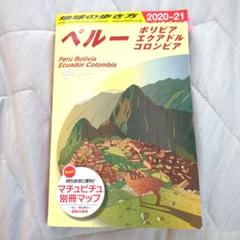 地球の歩き方 2020~21
ペルー
ボリビア
エクアドル
コロンビア
Peru Bolivia
Ecuador Colombia
マチュピチュ
別冊マップ